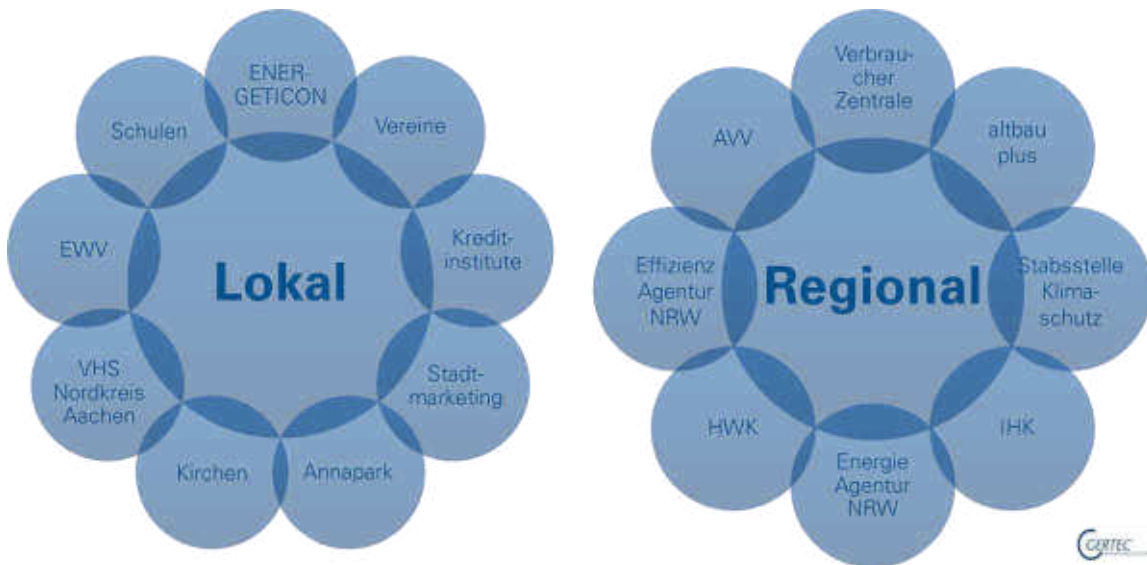 ENER-
GETICON
Vereine
Kredit-
institute
Stadt-
marketing
Annapark
Kirchen
VHS
Nordkreis
Aachen
EWV
Schulen
Lokal
Verbrau-
cher
Zentrale
altbau
plus
Stabsstelle
Klima-
schutz
IHK
Energie
Agentur
NRW
HWK
Effizienz
Agentur
NRW
AVV
Regional
GERTEC